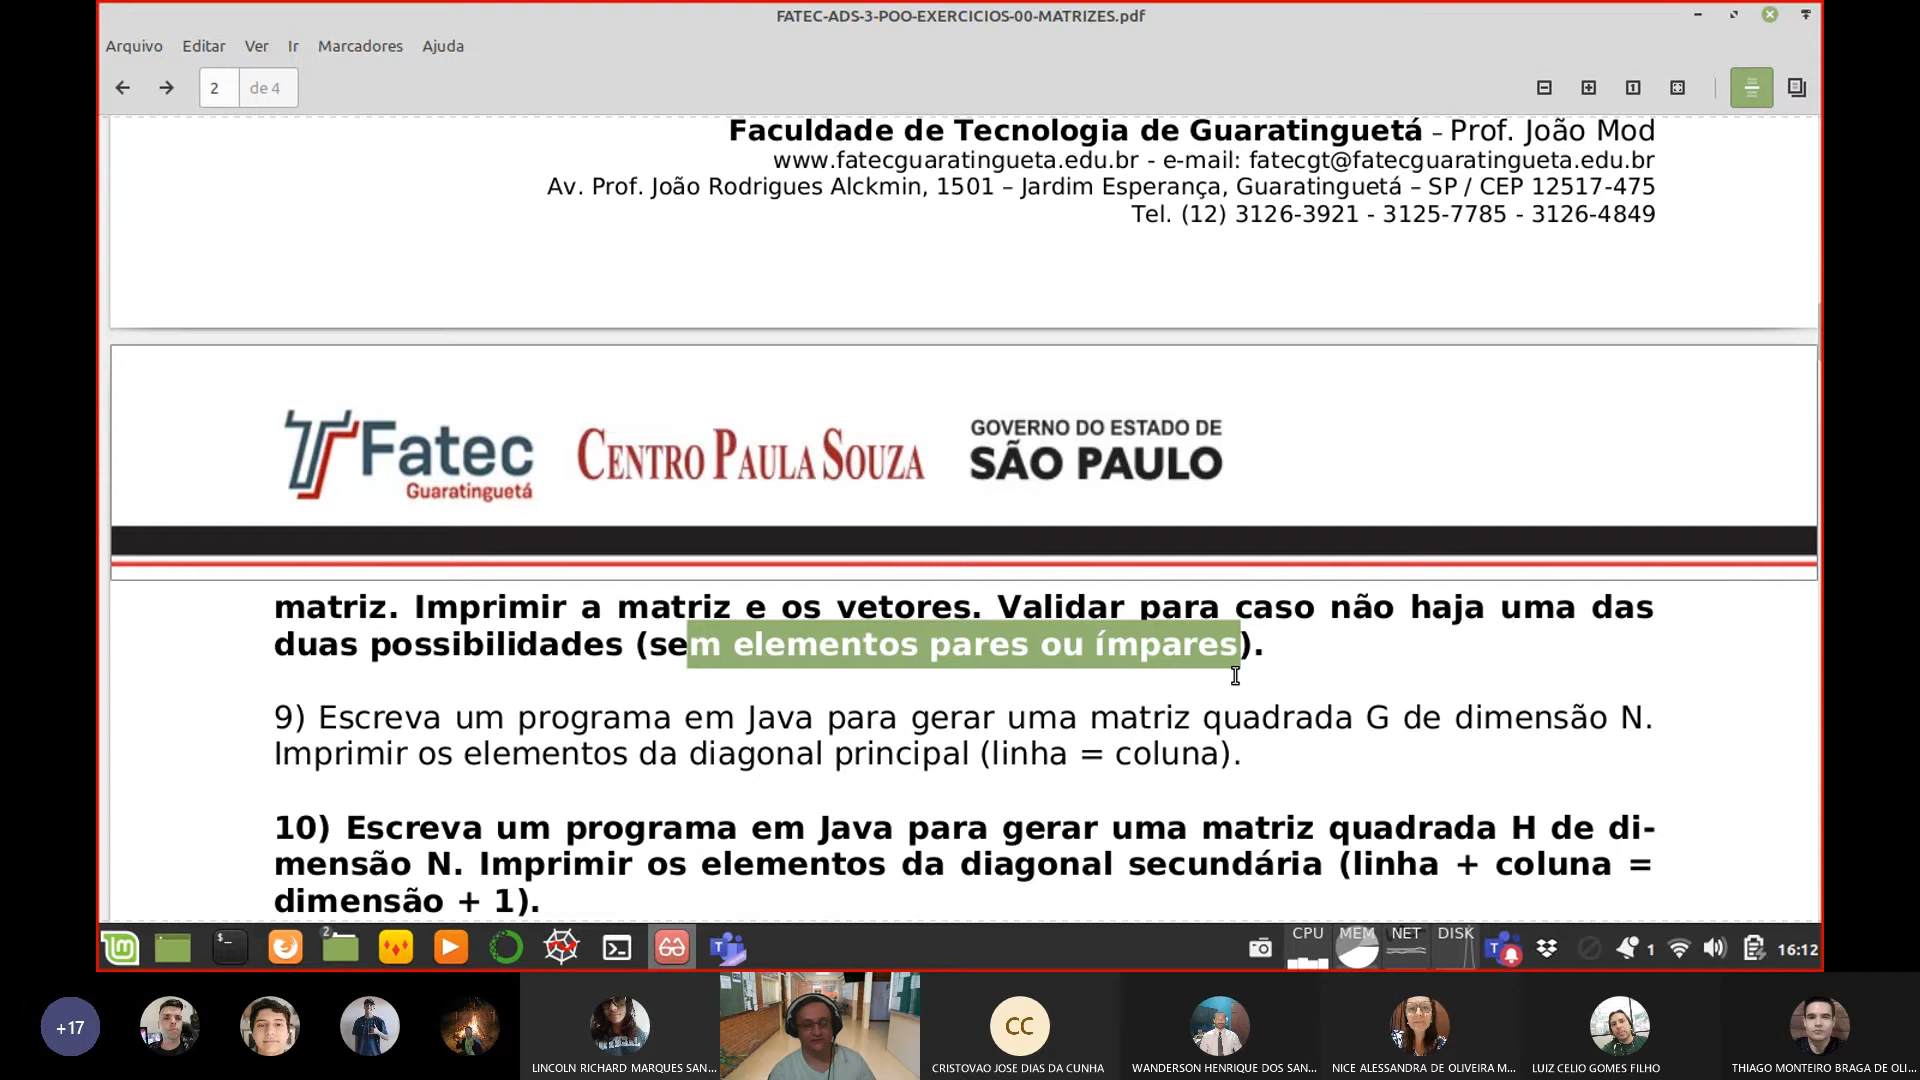 FATEC-ADS-3-POO-EXERCICIOS-00-MATRIZES.pdf
Arquivo Editar Ver Ir Marcadores Ajuda
2 de 4
Faculdade de Tecnologia de Guaratinguetá – Prof. João Mod
www.fatecguaratingueta.edu.br - e-mail: fatecgt@fatecguaratingueta.edu.br
Av. Prof. João Rodrigues Alckmin, 1501 – Jardim Esperança, Guaratinguetá – SP / CEP 12517-475
Tel. (12) 3126-3921 - 3125-7785 - 3126-4849
Fatec
Guaratinguetá
CENTRO PAULA SOUZA
GOVERNO DO ESTADO DE
SÃO PAULO
matriz. Imprimir a matriz e os vetores. Validar para caso não haja uma das
duas possibilidades (sem elementos pares ou ímpares).
9) Escreva um programa em Java para gerar uma matriz quadrada G de dimensão N.
Imprimir os elementos da diagonal principal (linha = coluna).
10) Escreva um programa em Java para gerar uma matriz quadrada H de di-
mensão N. Imprimir os elementos da diagonal secundária (linha + coluna =
dimensão + 1).
2
CPU MEM NET DISK
1
16:12
+17
LINCOLN RICHARD MARQUES SAN...
CC
CRISTOVAO JOSE DIAS DA CUNHA
WANDERSON HENRIQUE DOS SAN...
NICE ALESSANDRA DE OLIVEIRA M...
LUIZ CELIO GOMES FILHO
THIAGO MONTEIRO BRAGA DE OLI...